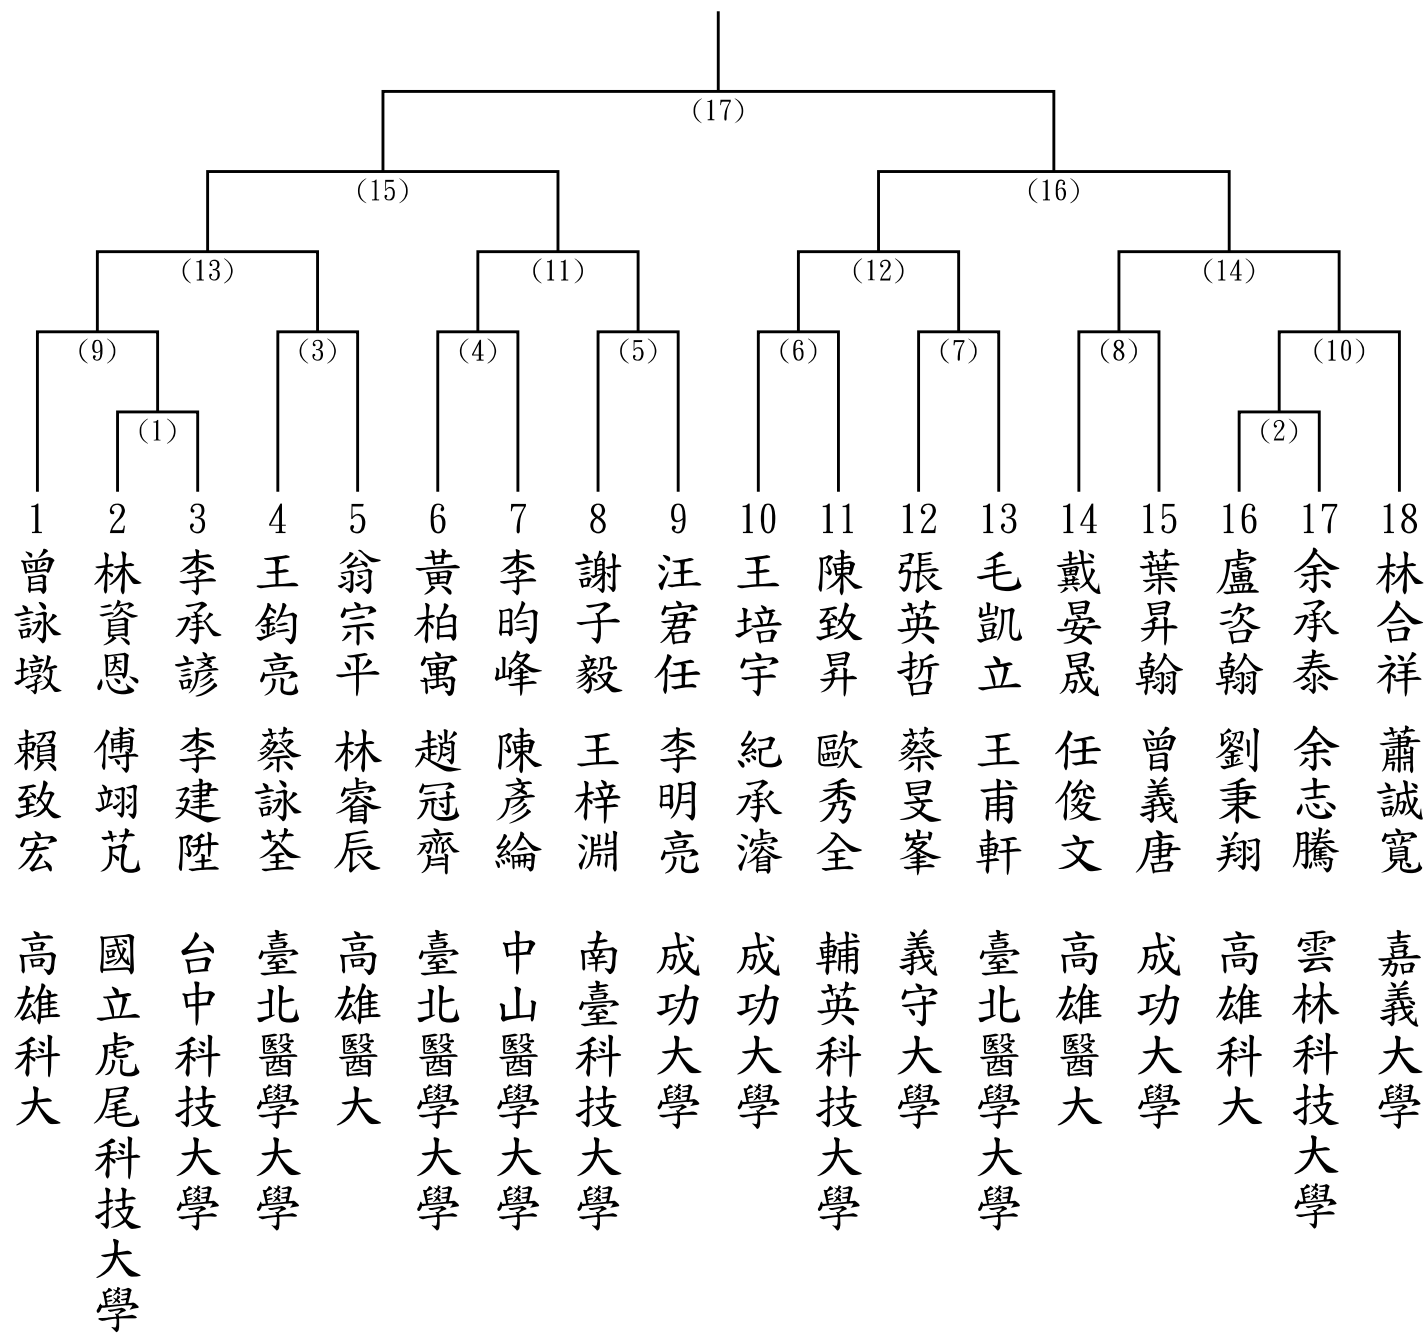 (17)
(15)
(16)
(13)
(11)
(12)
(14)
(9)
(3)
(4)
(5)
(6)
(7)
(8)
(10)
(1)
(2)
1
曾詠墩
賴致宏
高雄科大
2
林資恩
傅翊芃
國立虎尾科技大學
3
李承諺
李建陞
台中科技大學
4
王鈞亮
蔡詠荃
臺北醫學大學
5
翁宗平
林睿辰
高雄醫大
6
黃柏寓
趙冠齊
臺北醫學大學
7
李昀峰
陳彥綸
中山醫學大學
8
謝子毅
王梓淵
南臺科技大學
9
汪宭任
李明亮
成功大學
10
王培宇
紀承濬
成功大學
11
陳致昇
歐秀全
輔英科技大學
12
張英哲
蔡旻峯
義守大學
13
毛凱立
王甫軒
臺北醫學大學
14
戴晏晟
任俊文
高雄醫大
15
葉昇翰
曾義唐
成功大學
16
盧咨翰
劉秉翔
高雄科大
17
余承泰
余志騰
雲林科技大學
18
林合祥
蕭誠寬
嘉義大學